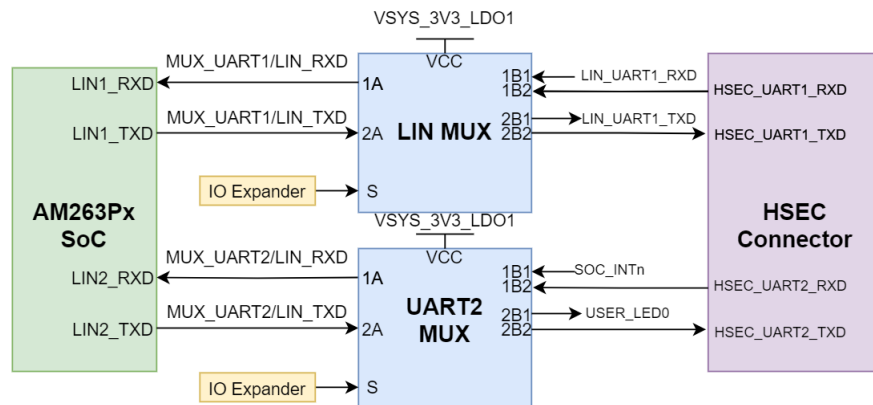 VSYS_3V3_LDO1
MUX_UART1/LIN_RXD
VCC
LIN1_RXD
1A
1B1
LIN_UART1_RXD
1B2
HSEC_UART1_RXD
MUX_UART1/LIN_TXD
2B1
LIN_UART1_TXD
LIN1_TXD
2A
LIN MUX
2B2
HSEC_UART1_TXD
IO Expander
S
AM263Px
SoC
HSEC
Connector
VSYS_3V3_LDO1
MUX_UART2/LIN_RXD
VCC
LIN2_RXD
1A
1B1
SOC_INTn
1B2
HSEC_UART2_RXD
MUX_UART2/LIN_TXD
UART2
MUX
2B1
USER_LED0
LIN2_TXD
2A
2B2
HSEC_UART2_TXD
IO Expander
S